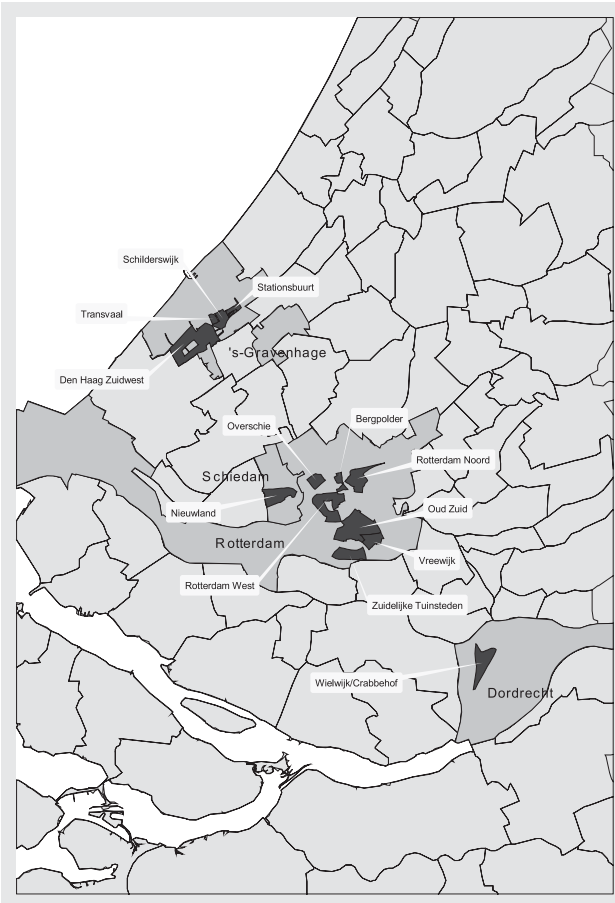 Schilderswijk
Stationsbuurt
Transvaal
's-Gravenhage
Den Haag Zuidwest
Bergpolder
Overschie
Rotterdam Noord
Schiedam
Nieuwland
Oud Zuid
Rotterdam
Vreewijk
Rotterdam West
Zuidelijke Tuinsteden
Wielwijk/Crabbehof
Dordrecht